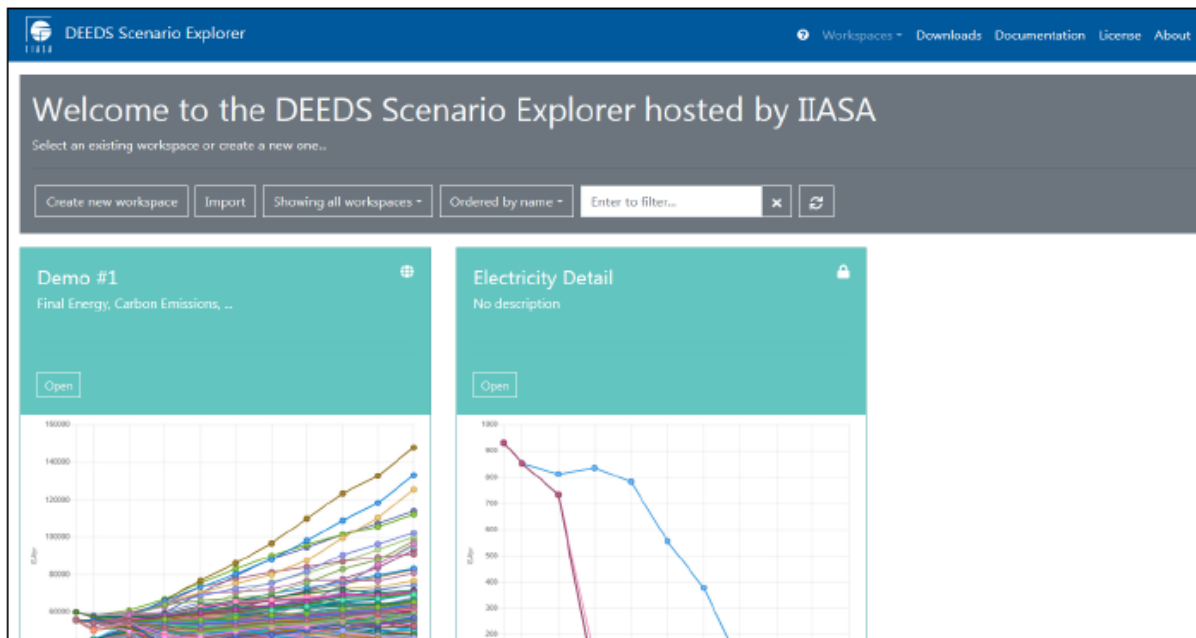 IIASA
DEEDS Scenario Explorer
Workspaces Downloads Documentation License About
Welcome to the DEEDS Scenario Explorer hosted by IIASA
Select an existing workspace or create a new one...
Create new workspace Import Showing all workspaces Ordered by name Enter to filter...
Demo #1
Final Energy, Carbon Emissions, ...
Open
160000
140000
120000
100000
80000
60000
Electricity Detail
No description
Open
1000
900
800
700
600
500
400
300
200